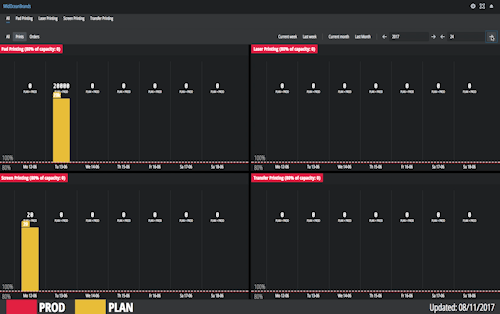 MidOceanBrands
All Pad Printing Laser Printing Screen Printing Transfer Printing
All Prints Orders Current week Last week Current month Last Month 2017 24
Pad Printing (80% of capacity: 0)
0 20000 0 0 0 0 0
PLAN + PROD PLAN + PROD PLAN + PROD PLAN + PROD PLAN + PROD PLAN + PROD PLAN + PROD
100%
80%
Mo 12-06 Tu 13-06 We 14-06 Th 15-06 Fr 16-06 Sa 17-06 Su 18-06
Laser Printing (80% of capacity: 0)
0 0 0 0 0 0 0
PLAN + PROD PLAN + PROD PLAN + PROD PLAN + PROD PLAN + PROD PLAN + PROD PLAN + PROD
100%
80%
Mo 12-06 Tu 13-06 We 14-06 Th 15-06 Fr 16-06 Sa 17-06 Su 18-06
Screen Printing (80% of capacity: 0)
20 0 0 0 0 0 0
PLAN + PROD PLAN + PROD PLAN + PROD PLAN + PROD PLAN + PROD PLAN + PROD PLAN + PROD
100%
80%
Mo 12-06 Tu 13-06 We 14-06 Th 15-06 Fr 16-06 Sa 17-06 Su 18-06
Transfer Printing (80% of capacity: 0)
0 0 0 0 0 0 0
PLAN + PROD PLAN + PROD PLAN + PROD PLAN + PROD PLAN + PROD PLAN + PROD PLAN + PROD
100%
80%
Mo 12-06 Tu 13-06 We 14-06 Th 15-06 Fr 16-06 Sa 17-06 Su 18-06
PROD PLAN Updated: 08/11/2017